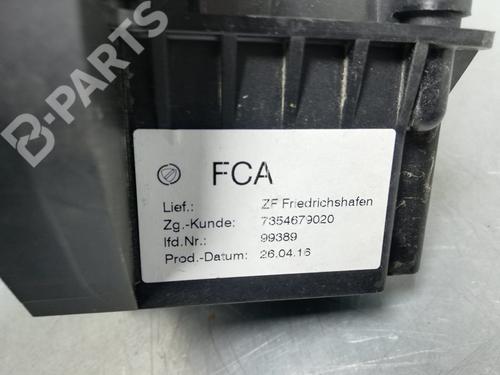 B-PARTS
FCA
Lief.: ZF Friedrichshafen
Zg.-Kunde: 7354679020
lfd.Nr.: 99389
Prod.-Datum: 26.04.16